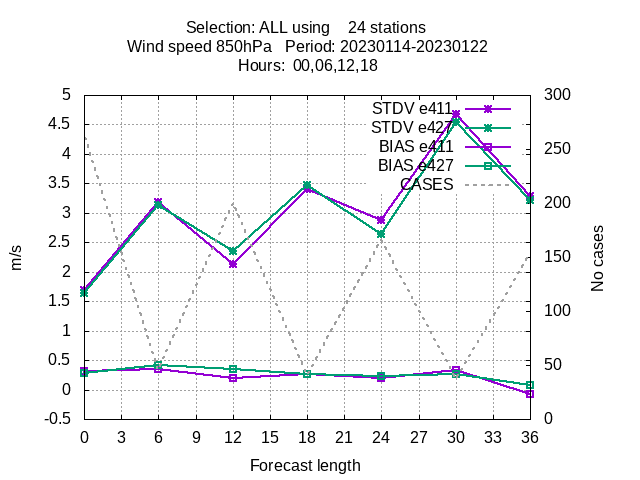 Selection: ALL using    24 stations
Wind speed 850hPa   Period: 20230114-20230122
Hours:  00,06,12,18
STDV e411
STDV e427
BIAS e411
BIAS e427
CASES
5
4.5
4
3.5
3
2.5
2
1.5
1
0.5
0
-0.5
m/s
300
250
200
150
100
50
0
No cases
0 3 6 9 12 15 18 21 24 27 30 33 36
Forecast length